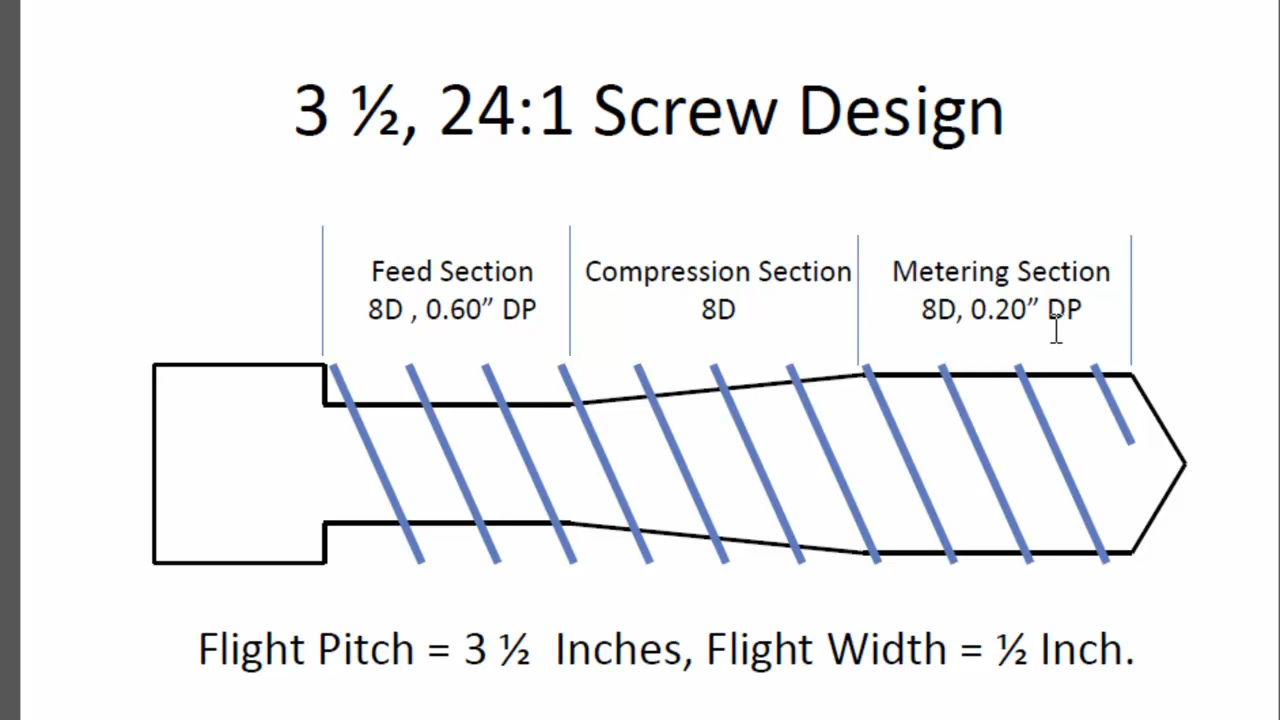 3 ½, 24:1 Screw Design
Feed Section
8D , 0.60” DP
Compression Section
8D
Metering Section
8D, 0.20” DP
Flight Pitch = 3 ½  Inches, Flight Width = ½ Inch.